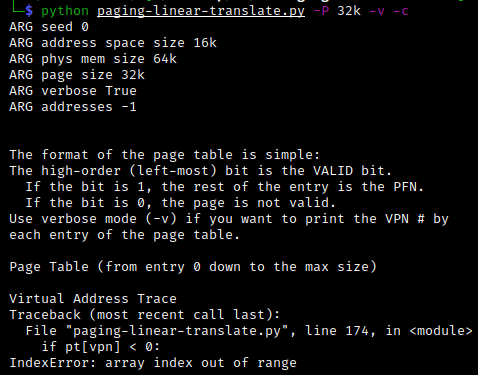 └─$ python paging-linear-translate.py -P 32k -v -c
ARG seed 0
ARG address space size 16k
ARG phys mem size 64k
ARG page size 32k
ARG verbose True
ARG addresses -1
The format of the page table is simple:
The high-order (left-most) bit is the VALID bit.
  If the bit is 1, the rest of the entry is the PFN.
  If the bit is 0, the page is not valid.
Use verbose mode (-v) if you want to print the VPN # by
each entry of the page table.
Page Table (from entry 0 down to the max size)
Virtual Address Trace
Traceback (most recent call last):
  File "paging-linear-translate.py", line 174, in <module>
    if pt[vpn] < 0:
IndexError: array index out of range